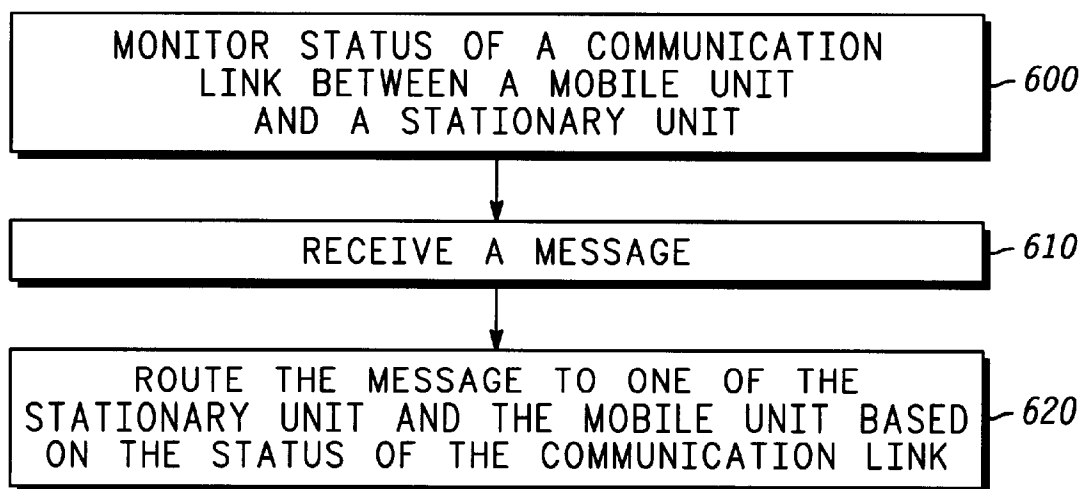 MONITOR STATUS OF A COMMUNICATION
LINK BETWEEN A MOBILE UNIT
AND A STATIONARY UNIT
600
RECEIVE A MESSAGE
610
ROUTE THE MESSAGE TO ONE OF THE
STATIONARY UNIT AND THE MOBILE UNIT BASED
ON THE STATUS OF THE COMMUNICATION LINK
620